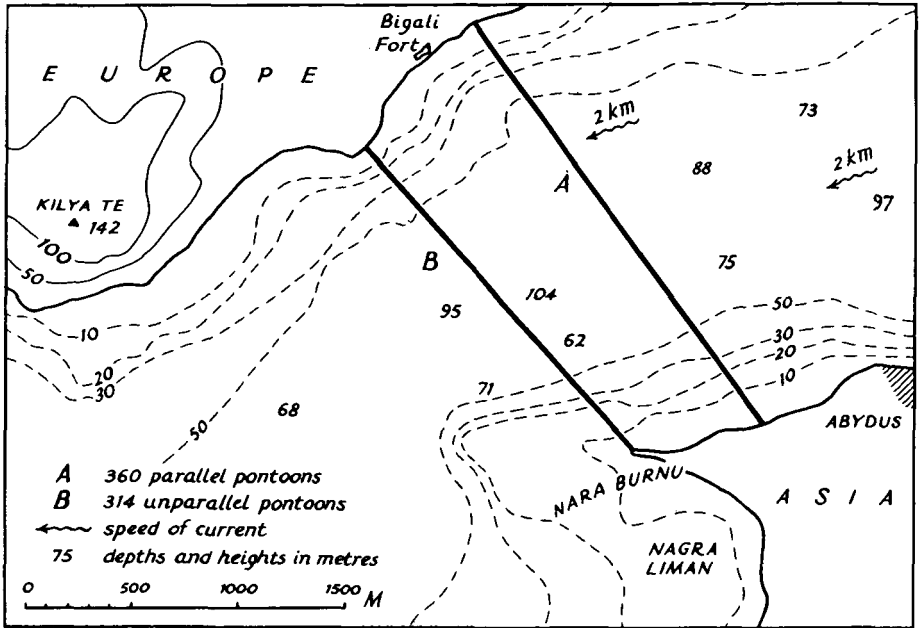 Bigali
Fort
E U R O P E
2 km
73
88
2 km
97
A
KILYA TE
142
100
50
B
75
104
95
62
10
20
30
50
30
20
10
71
68
50
ABYDUS
NARA BURNU
A S I A
NAGRA
LIMAN
A 360 parallel pontoons
B 314 unparallel pontoons
speed of current
75 depths and heights in metres
0 500 1000 1500 M
50